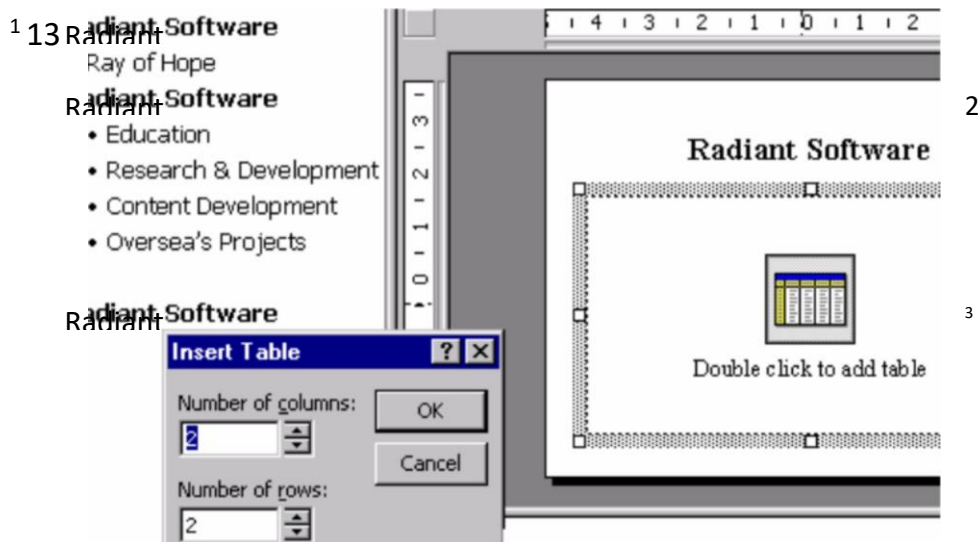 1 13 Radiant Software
Ray of Hope
Radiant Software
• Education
• Research & Development
• Content Development
• Oversea's Projects
Radiant Software
Insert Table
Number of columns:
2
OK
Cancel
Number of rows:
2
4 3 2 1 0 1 2
3 2 1 0
Radiant Software
Double click to add table
2
3